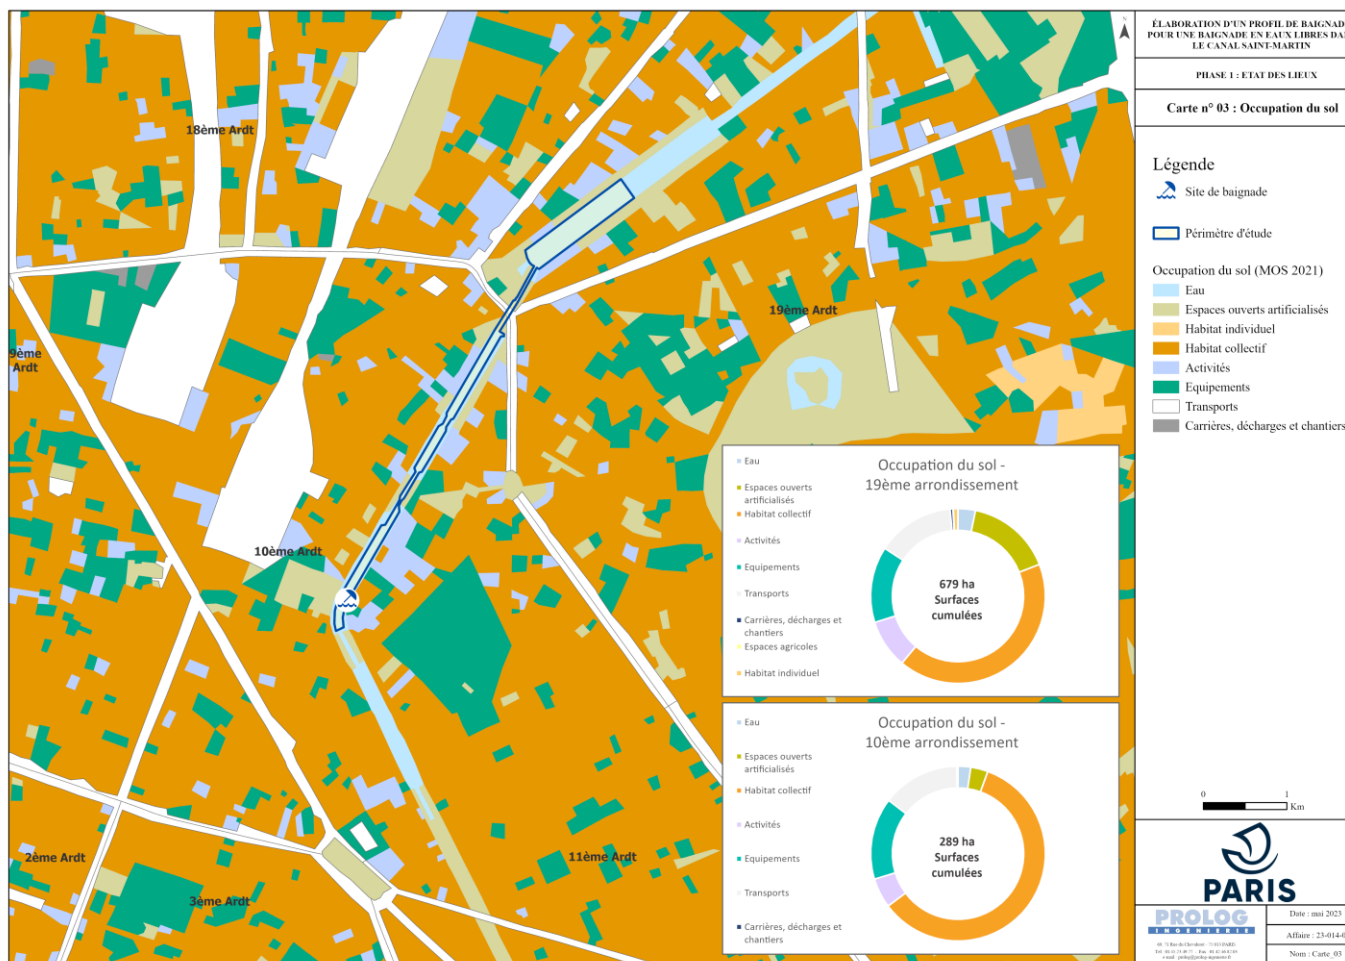 ÉLABORATION D'UN PROFIL DE BAIGNAD
POUR UNE BAIGNADE EN EAUX LIBRES DA
LE CANAL SAINT-MARTIN
PHASE 1 : ETAT DES LIEUX
Carte n° 03 : Occupation du sol
N
Légende
Site de baignade
Périmètre d'étude
Occupation du sol (MOS 2021)
Eau
Espaces ouverts artificialisés
Habitat individuel
Habitat collectif
Activités
Equipements
Transports
Carrières, décharges et chantiers
18ème Ardt
19ème Ardt
9ème
Ardt
10ème Ardt
2ème Ardt
3ème Ardt
11ème Ardt
Occupation du sol -
19ème arrondissement
Eau
Espaces ouverts
artificialisés
Habitat collectif
Activités
Equipements
Transports
Carrières, décharges et
chantiers
Espaces agricoles
Habitat individuel
679 ha
Surfaces
cumulées
Occupation du sol -
10ème arrondissement
Eau
Espaces ouverts
artificialisés
Habitat collectif
Activités
Equipements
Transports
Carrières, décharges et
chantiers
289 ha
Surfaces
cumulées
0 1
Km
PARIS
PROLOG
INGENIERIE
Date : mai 2023
Affaire : 23-014-0
Nom : Carte_03